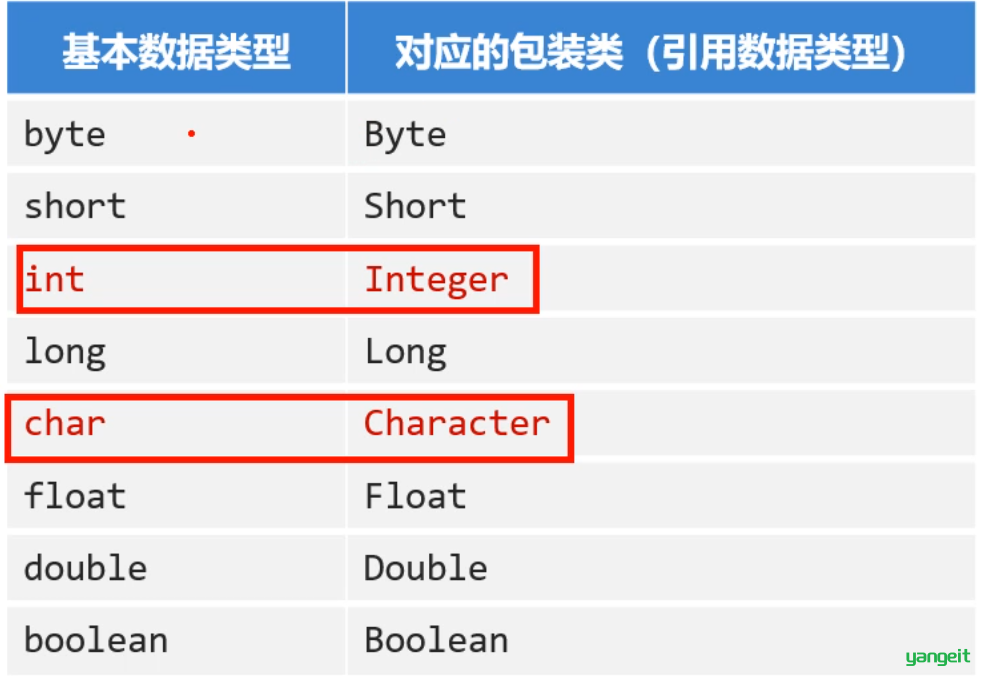 基本数据类型 对应的包装类（引用数据类型）
byte Byte
short Short
int Integer
long Long
char Character
float Float
double Double
boolean Boolean
yangeit